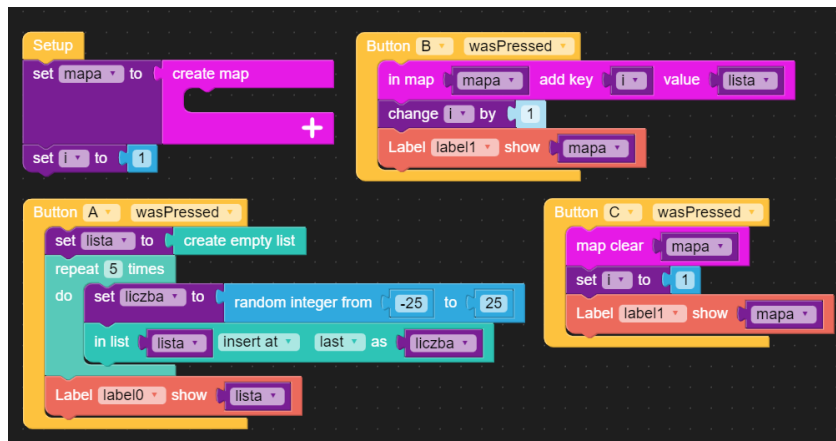 Setup
set mapa to create map
+
set i to 1
Button B wasPressed
in map mapa add key i value lista
change i by 1
Label label1 show mapa
Button A wasPressed
set lista to create empty list
repeat 5 times
do set liczba to random integer from -25 to 25
in list lista insert at last as liczba
Label label0 show lista
Button C wasPressed
map clear mapa
set i to 1
Label label1 show mapa